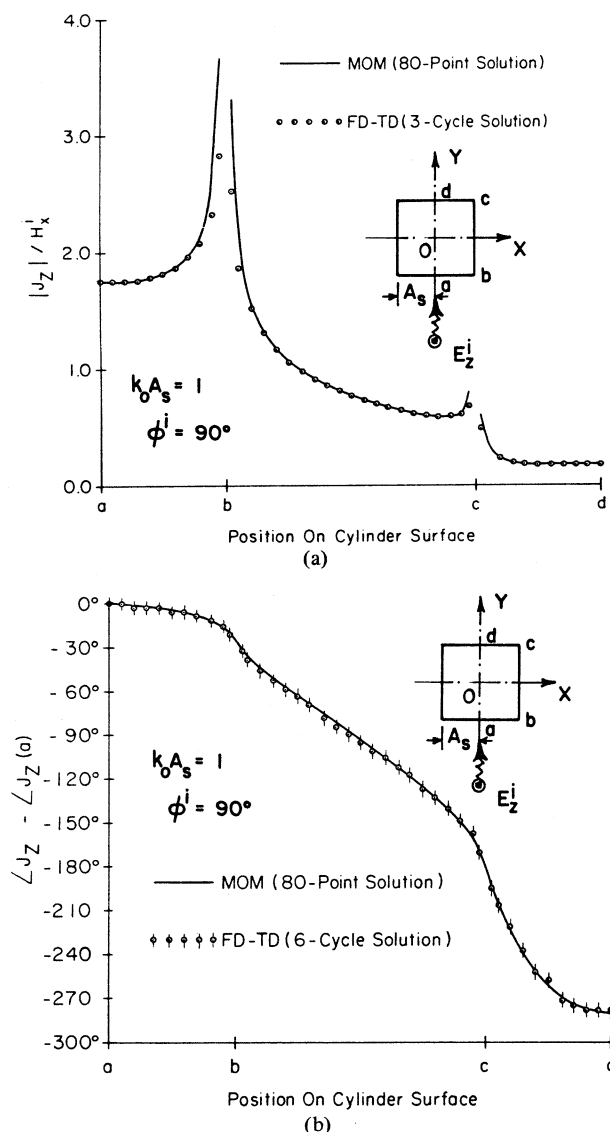 (a)
4.0
3.0
2.0
1.0
0.0
|J_Z| / H_x^i
MOM (80-Point Solution)
FD-TD (3-Cycle Solution)
Y
d
c
O
X
A_s
a
b
E_z^i
k_oA_s = 1
ϕ^i = 90°
a
b
c
d
Position On Cylinder Surface
(a)
0°
-30°
-60°
-90°
-120°
-150°
-180°
-210
-240
-270°
-300°
∠J_Z - ∠J_Z(a)
Y
d
c
O
X
A_s
a
b
E_z^i
k_oA_s = 1
ϕ^i = 90°
MOM (80-Point Solution)
FD-TD (6-Cycle Solution)
a
b
c
Position On Cylinder Surface
(b)